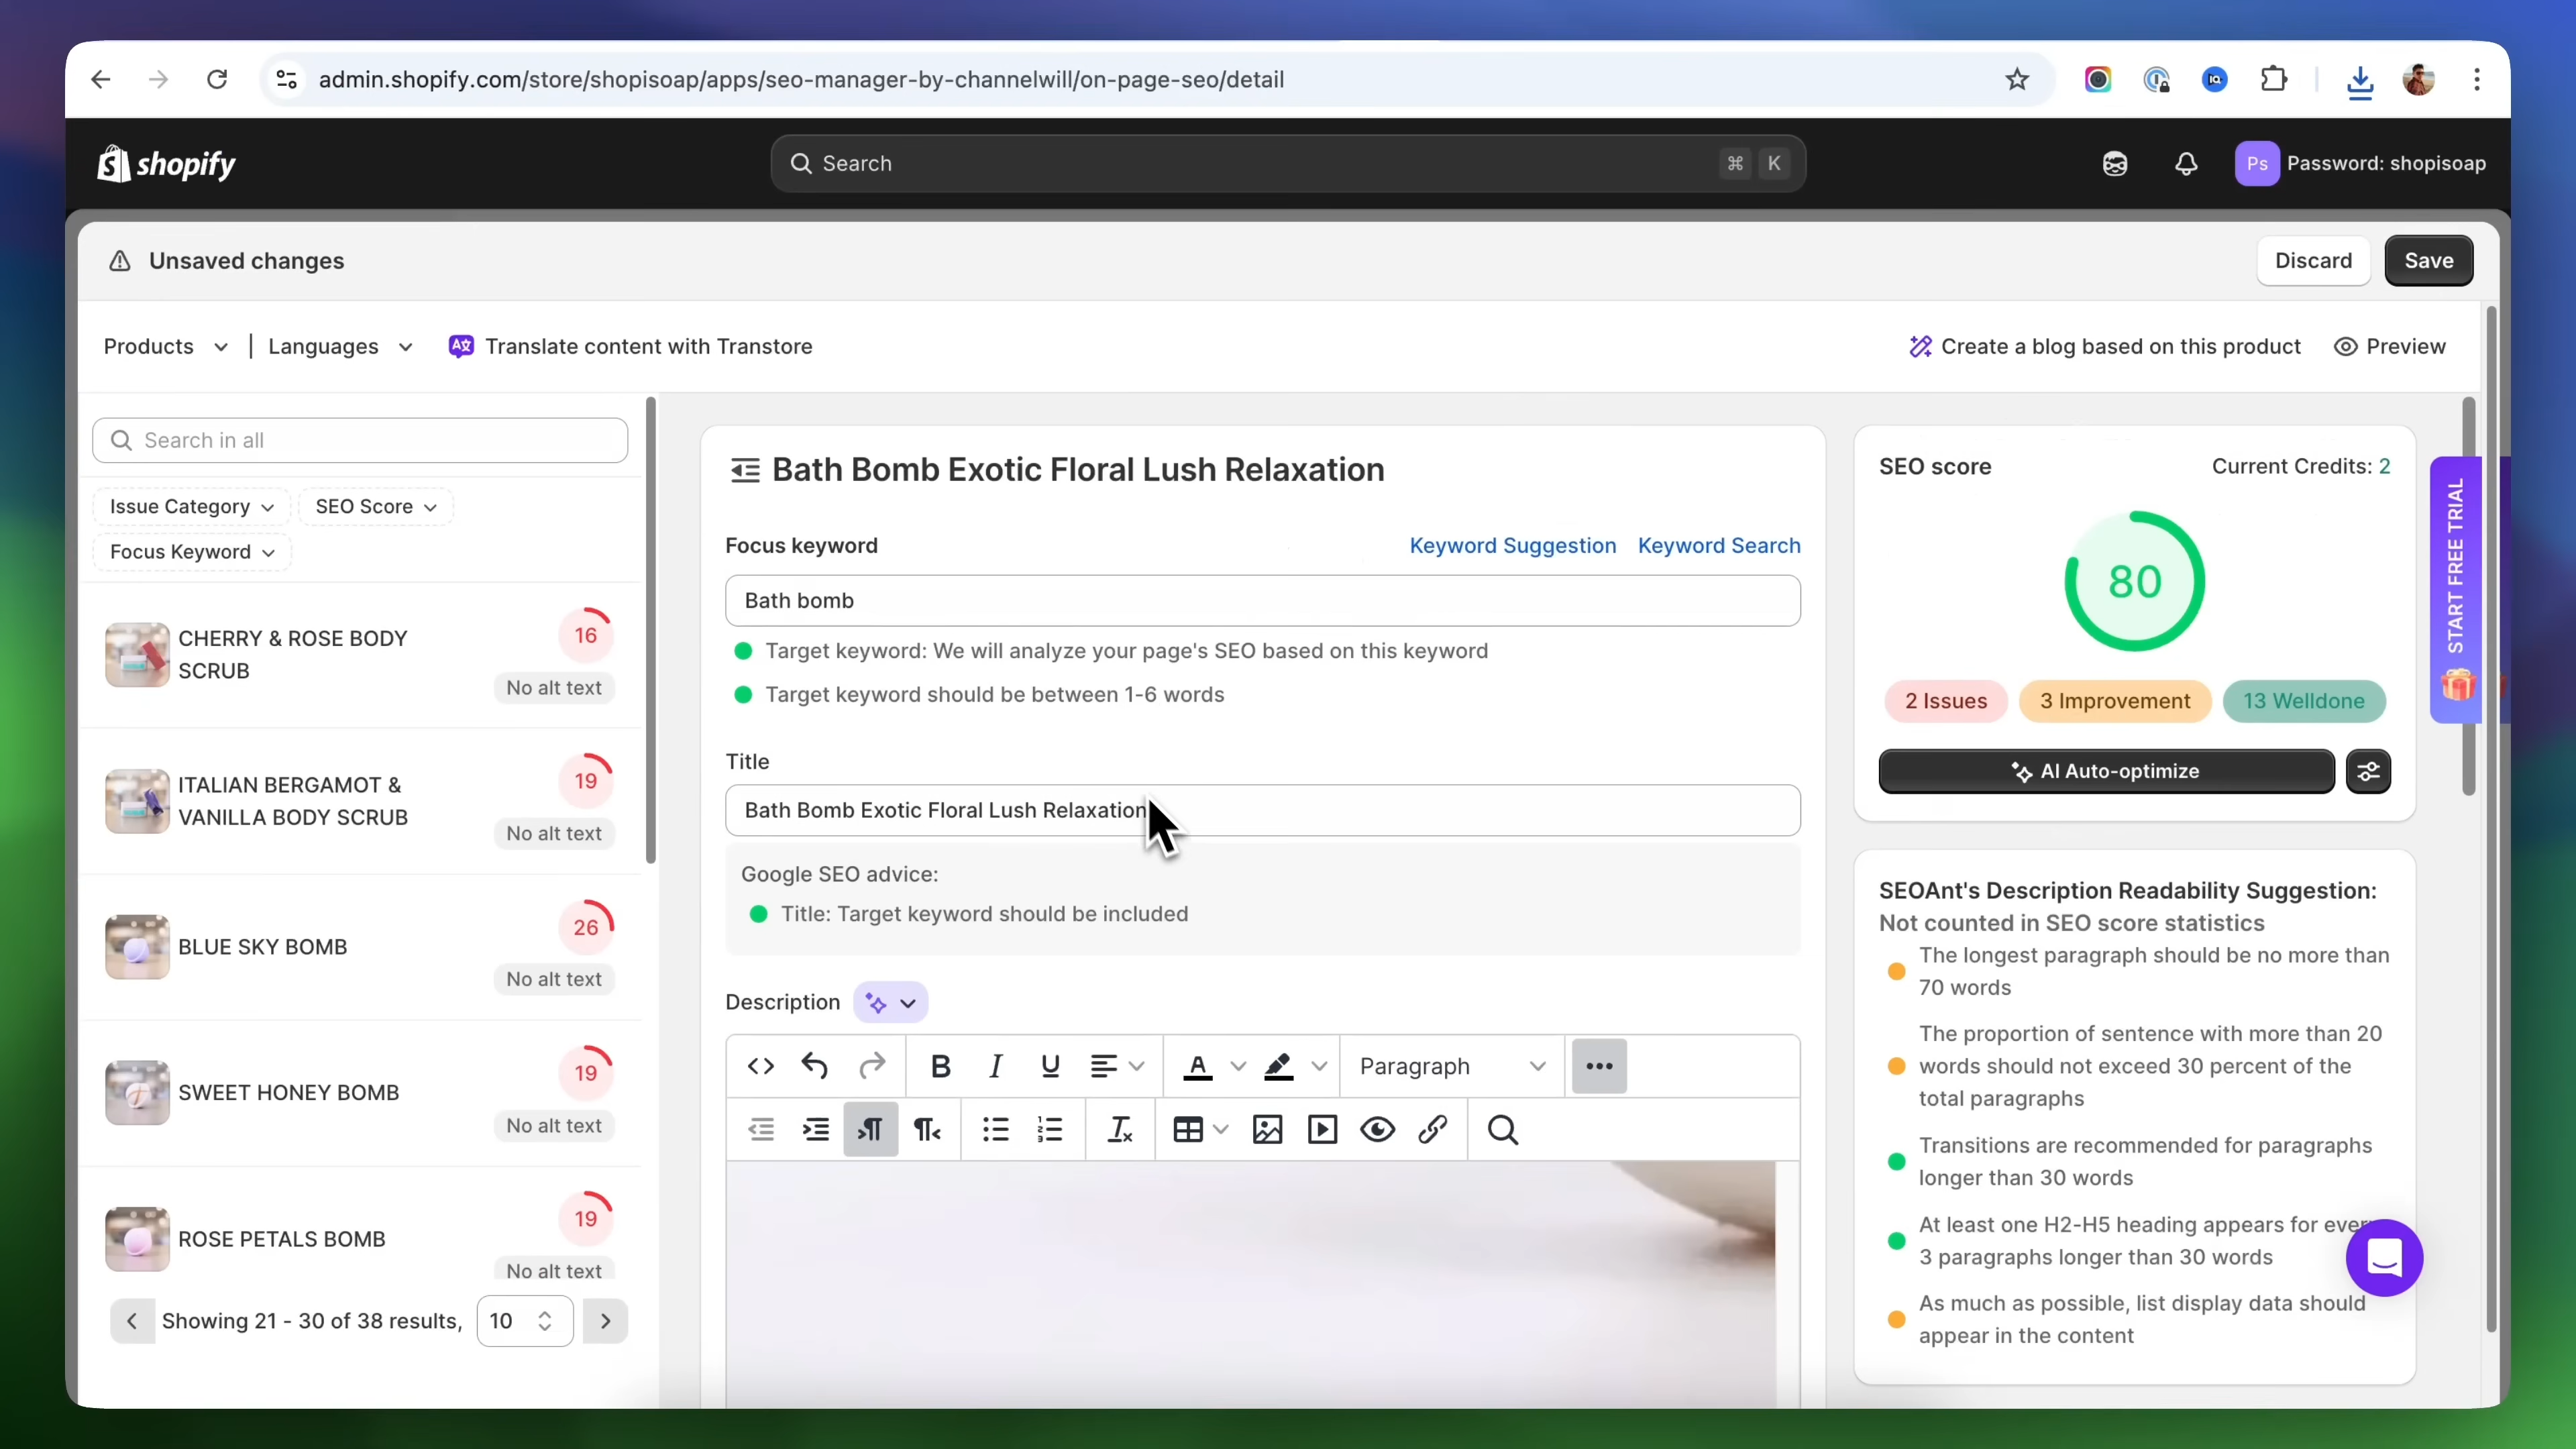 admin.shopify.com/store/shopisoap/apps/seo-manager-by-channelwill/on-page-seo/detail
shopify
Search
⌘ K
Ps
Password: shopisoap
Unsaved changes
Discard
Save
Products
Languages
Translate content with Transtore
Create a blog based on this product
Preview
Search in all
Issue Category
SEO Score
Focus Keyword
CHERRY & ROSE BODY
SCRUB
16
No alt text
ITALIAN BERGAMOT &
VANILLA BODY SCRUB
19
No alt text
BLUE SKY BOMB
26
No alt text
SWEET HONEY BOMB
19
No alt text
ROSE PETALS BOMB
19
No alt text
Showing 21 - 30 of 38 results,
10
Bath Bomb Exotic Floral Lush Relaxation
Focus keyword
Keyword Suggestion
Keyword Search
Bath bomb
Target keyword: We will analyze your page's SEO based on this keyword
Target keyword should be between 1-6 words
Title
Bath Bomb Exotic Floral Lush Relaxation
Google SEO advice:
Title: Target keyword should be included
Description
Paragraph
SEO score
Current Credits: 2
80
2 Issues
3 Improvement
13 Welldone
AI Auto-optimize
START FREE TRIAL
SEOAnt's Description Readability Suggestion:
Not counted in SEO score statistics
The longest paragraph should be no more than
70 words
The proportion of sentence with more than 20
words should not exceed 30 percent of the
total paragraphs
Transitions are recommended for paragraphs
longer than 30 words
At least one H2-H5 heading appears for every
3 paragraphs longer than 30 words
As much as possible, list display data should
appear in the content